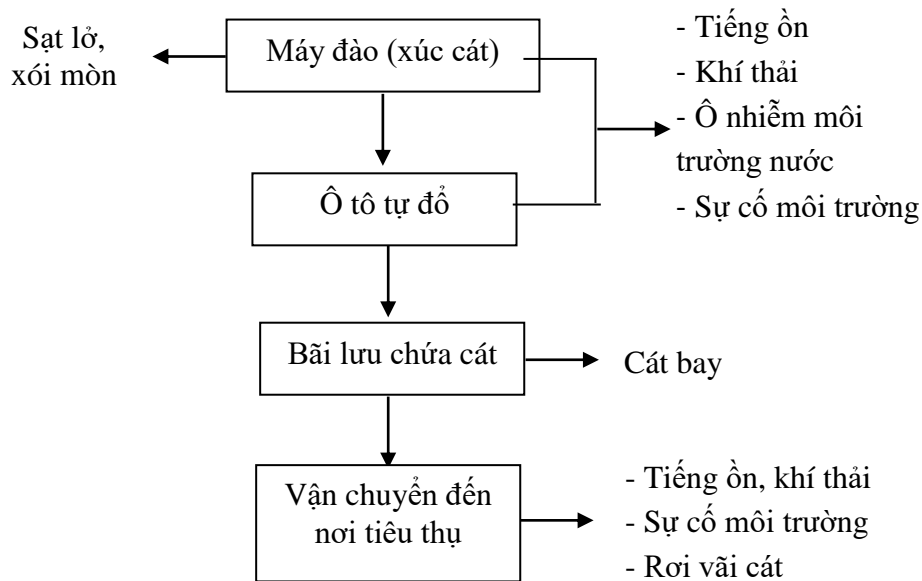 Sạt lở,
xói mòn
Máy đào (xúc cát)
- Tiếng ồn
- Khí thải
- Ô nhiễm môi
trường nước
- Sự cố môi trường
Ô tô tự đổ
Bãi lưu chứa cát
Cát bay
Vận chuyển đến
nơi tiêu thụ
- Tiếng ồn, khí thải
- Sự cố môi trường
- Rơi vãi cát